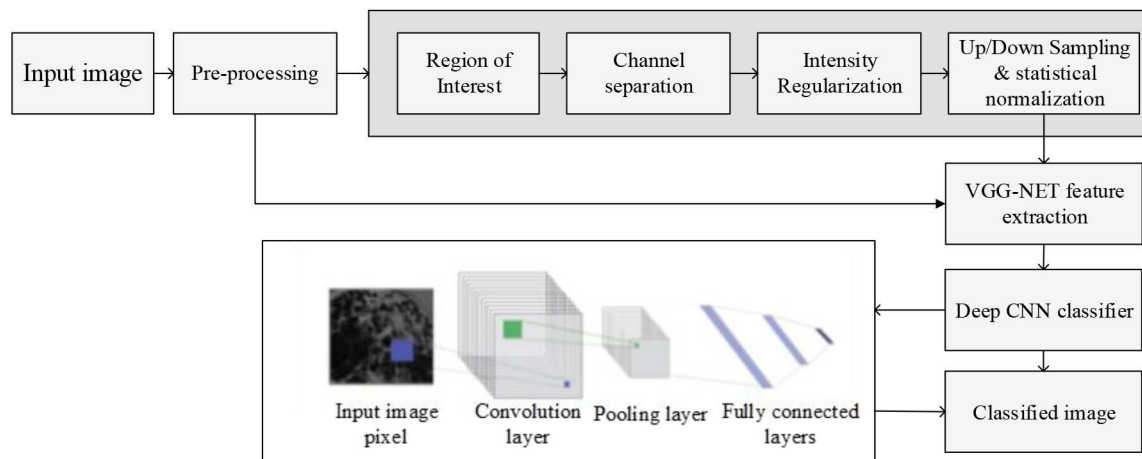 Input image
Pre-processing
Region of
Interest
Channel
separation
Intensity
Regularization
Up/Down Sampling
& statistical
normalization
VGG-NET feature
extraction
Deep CNN classifier
Input image
pixel
Convolution
layer
Pooling layer
Fully connected
layers
Classified image